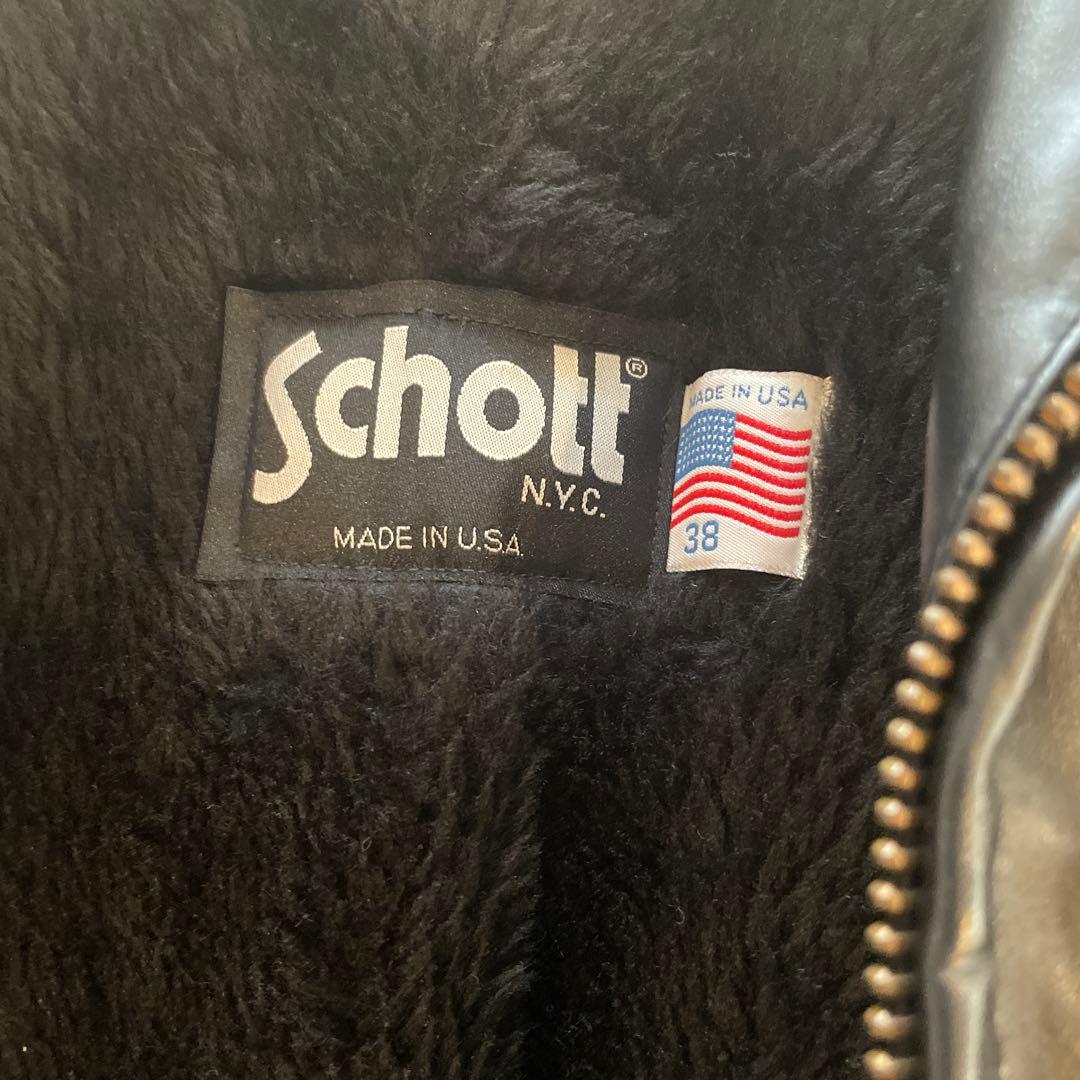 Schott®
N.Y.C.
MADE IN U.S.A.
MADE IN USA
38